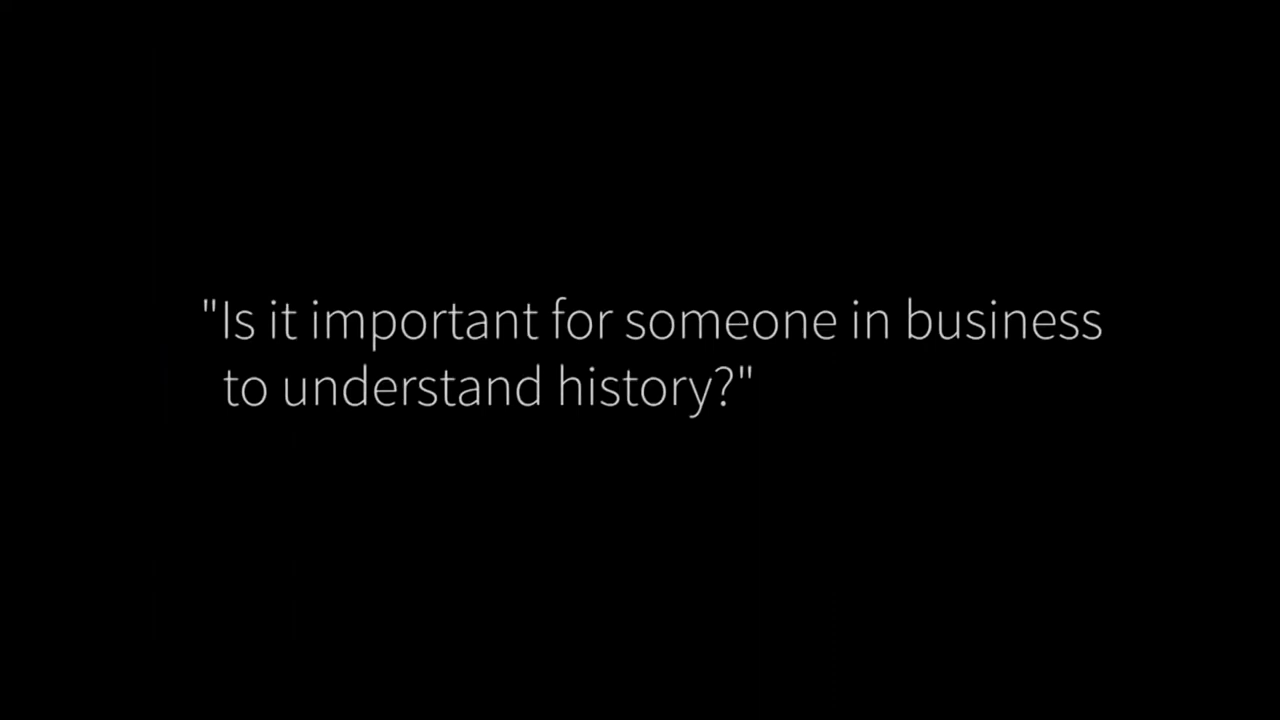 "Is it important for someone in business
to understand history?"